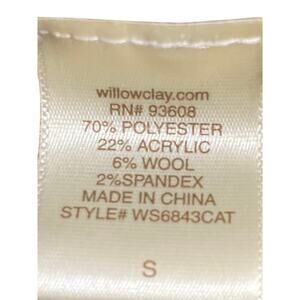 willowclay.com
RN# 93608
70% POLYESTER
22% ACRYLIC
6% WOOL
2%SPANDEX
MADE IN CHINA
STYLE# WS6843CAT
S